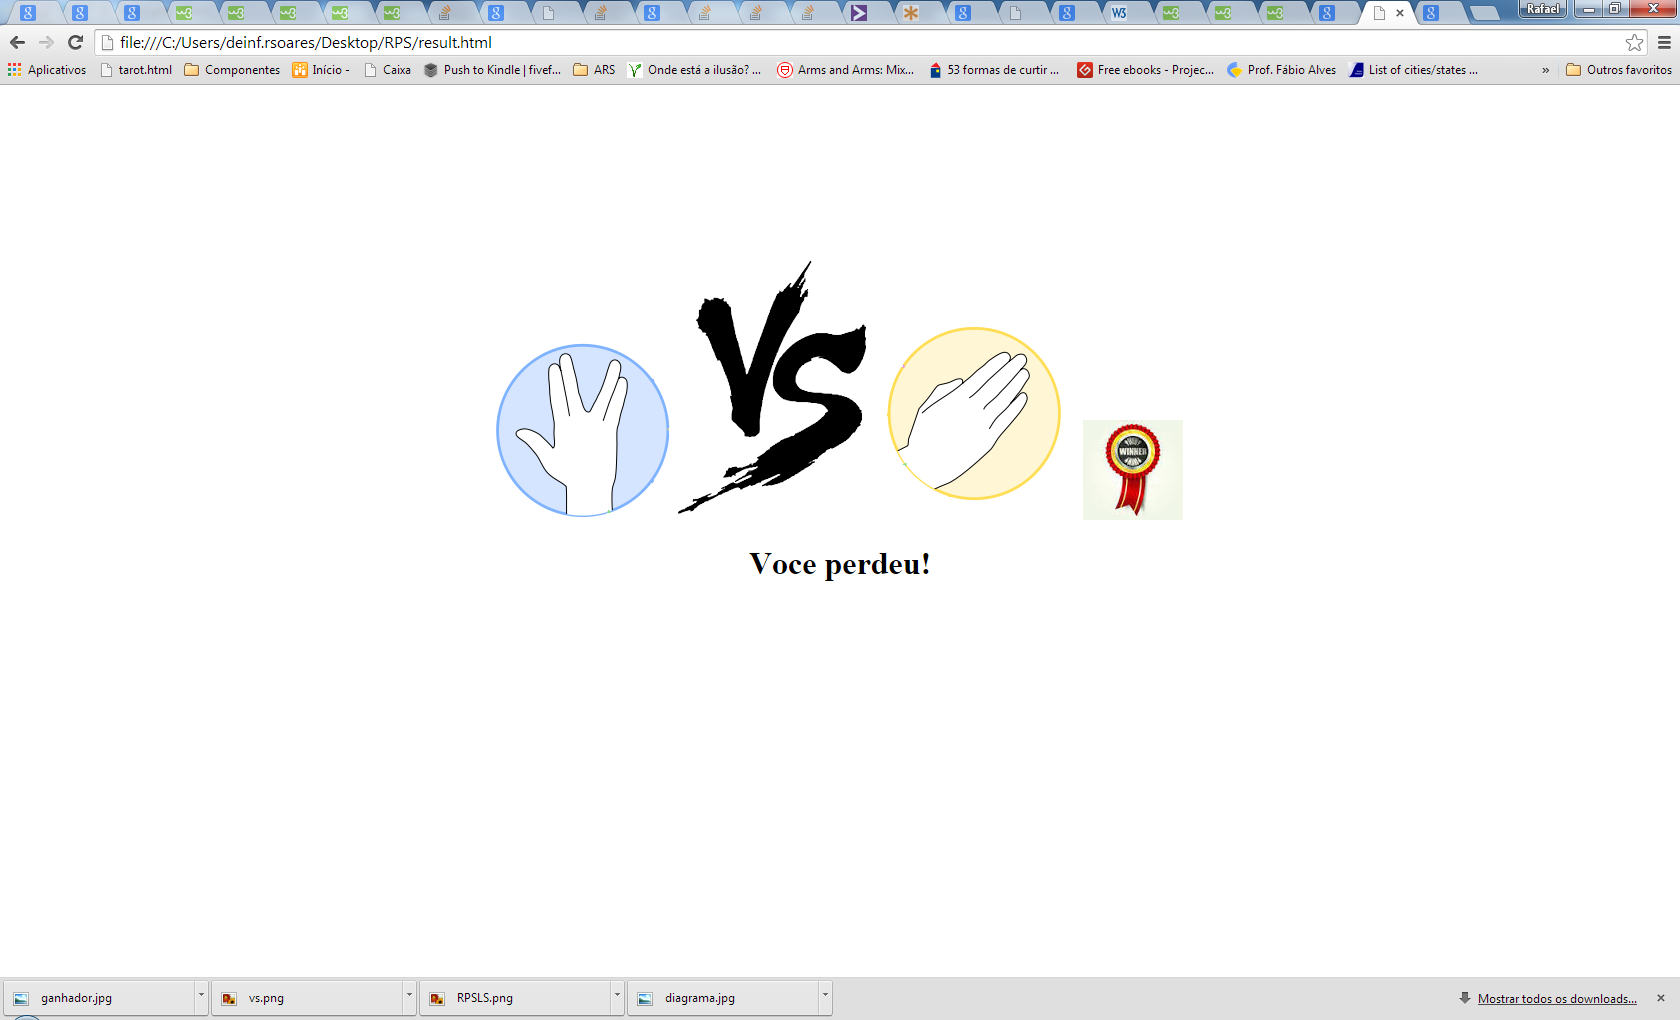 Rafael
file:///C:/Users/deinf.rsoares/Desktop/RPS/result.html
Aplicativos tarot.html Componentes Início - Caixa Push to Kindle | fivef... ARS Onde está a ilusão? ... Arms and Arms: Mix... 53 formas de curtir ... Free ebooks - Projec... Prof. Fábio Alves List of cities/states ... » Outros favoritos
VS
WINNER
Voce perdeu!
ganhador.jpg vs.png RPSLS.png diagrama.jpg Mostrar todos os downloads...